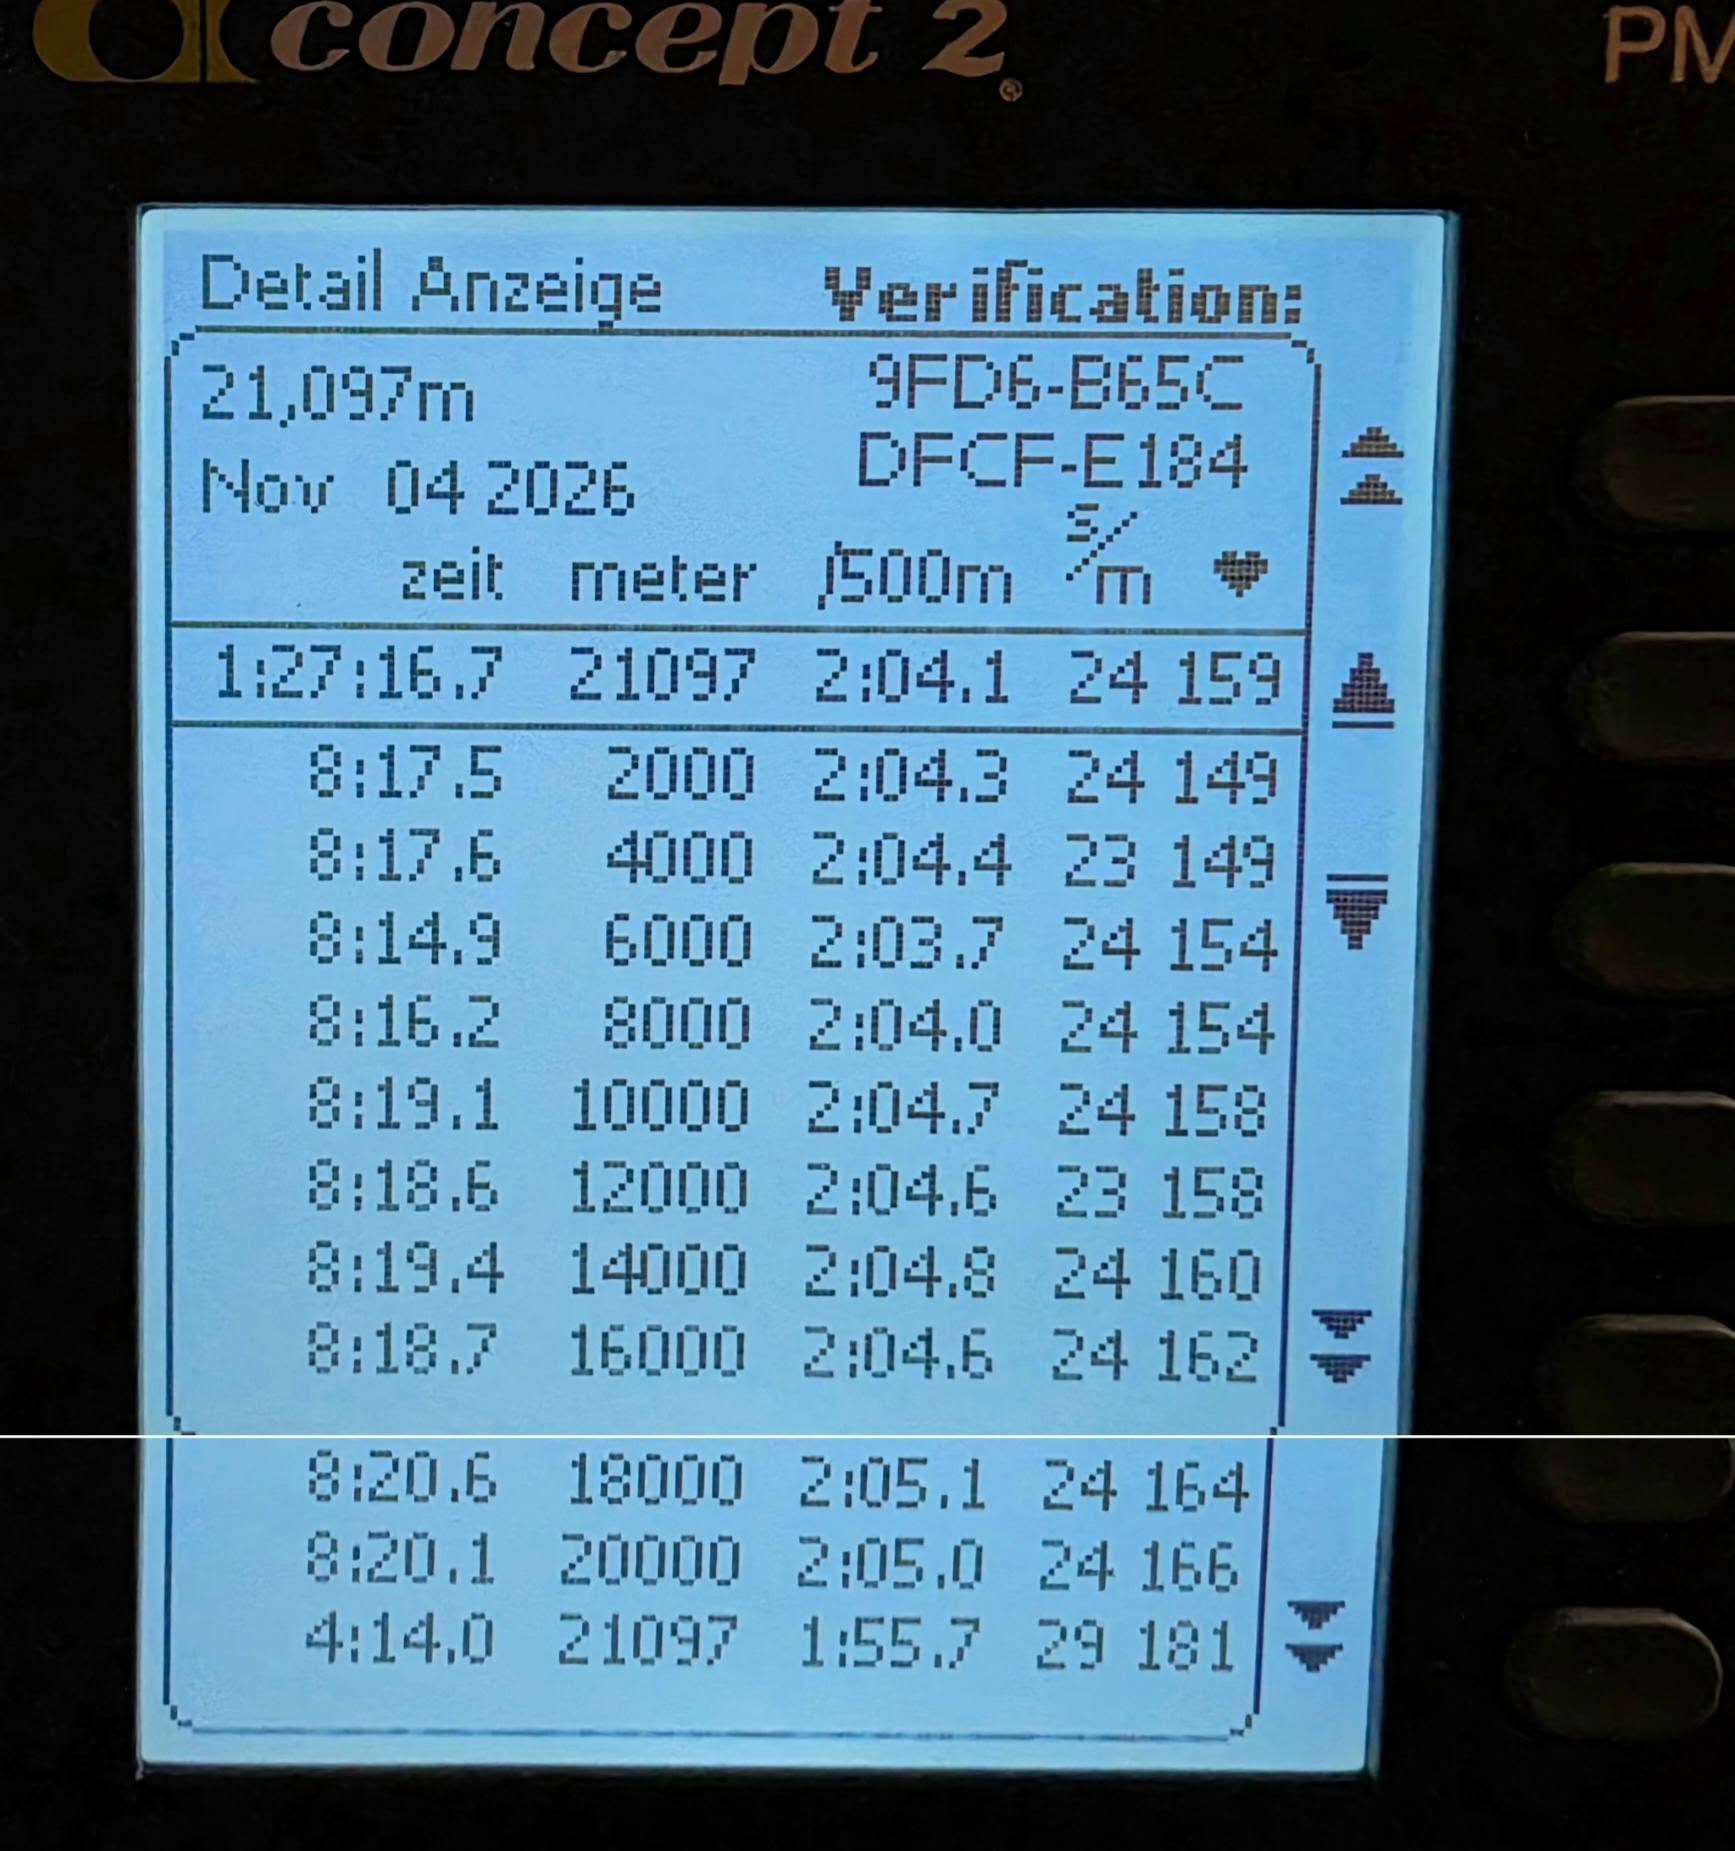 concept 2®
PM
Detail Anzeige Verification:
21,097m 9FD6-B65C
DFCF-E184
Nov 04 2026
zeit meter /500m s/m ♥
1:27:16.7 21097 2:04.1 24 159
8:17.5 2000 2:04.3 24 149
8:17.6 4000 2:04.4 23 149
8:14.9 6000 2:03.7 24 154
8:16.2 8000 2:04.0 24 154
8:19.1 10000 2:04.7 24 158
8:18.6 12000 2:04.6 23 158
8:19.4 14000 2:04.8 24 160
8:18.7 16000 2:04.6 24 162
8:20.6 18000 2:05.1 24 164
8:20.1 20000 2:05.0 24 166
4:14.0 21097 1:55.7 29 181